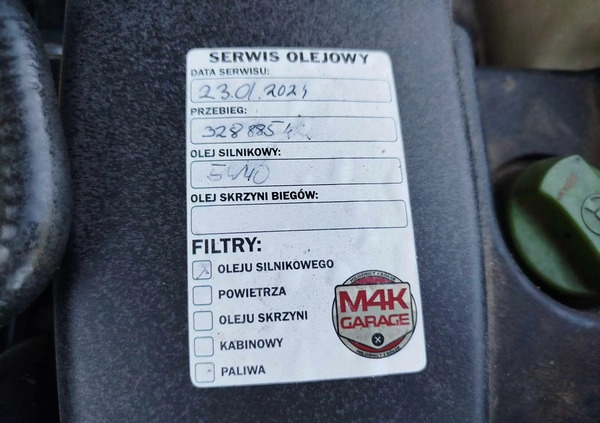 SERWIS OLEJOWY
DATA SERWISU:
23.01.2024
PRZEBIEG:
328885
OLEJ SILNIKOWY:
5W40
OLEJ SKRZYNI BIEGÓW:
FILTRY:
OLEJU SILNIKOWEGO
POWIETRZA
OLEJU SKRZYNI
KABINOWY
PALIWA
M4K
GARAGE